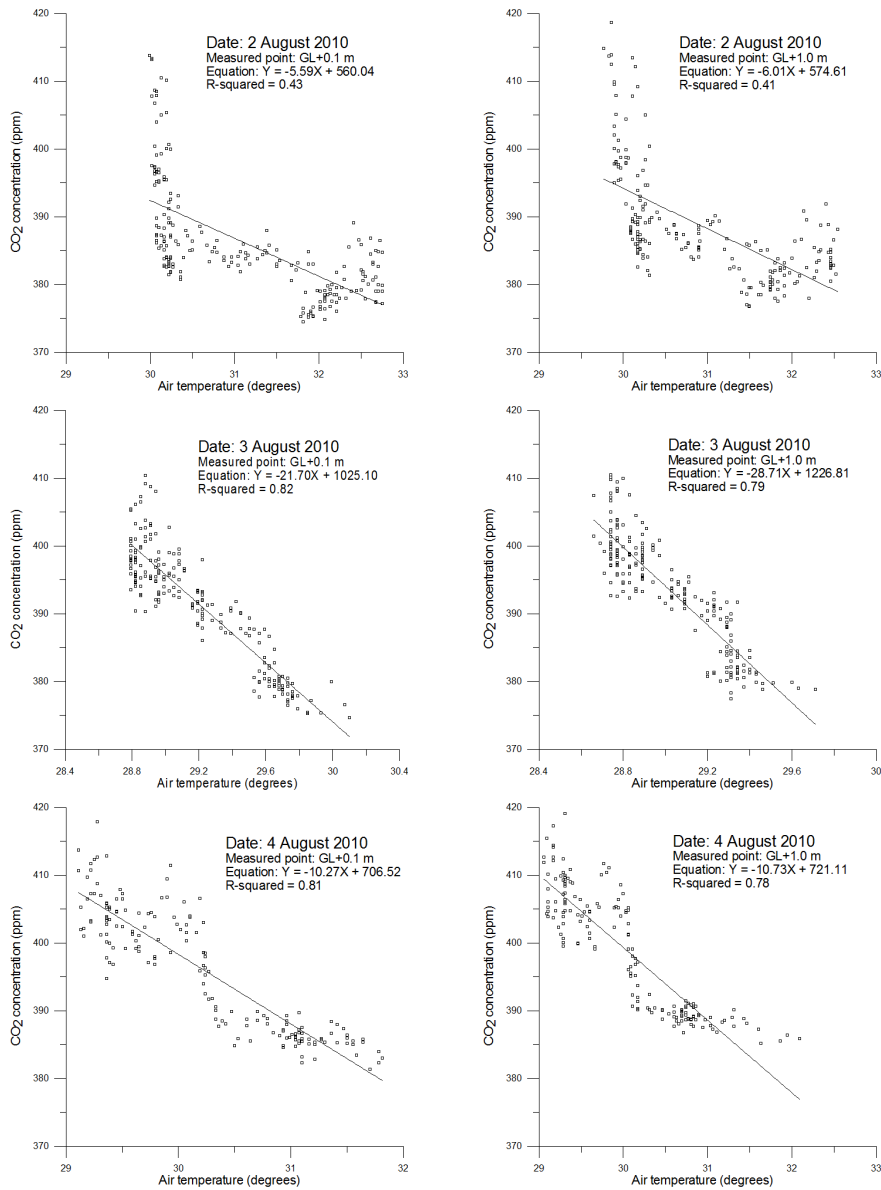 Date: 2 August 2010
Measured point: GL+0.1 m
Equation: Y = -5.59X + 560.04
R-squared = 0.43
CO2 concentration (ppm)
420
410
400
390
380
370
29
30
31
32
33
Air temperature (degrees)
Date: 2 August 2010
Measured point: GL+1.0 m
Equation: Y = -6.01X + 574.61
R-squared = 0.41
CO2 concentration (ppm)
420
410
400
390
380
370
29
30
31
32
33
Air temperature (degrees)
Date: 3 August 2010
Measured point: GL+0.1 m
Equation: Y = -21.70X + 1025.10
R-squared = 0.82
CO2 concentration (ppm)
420
410
400
390
380
370
28.4
28.8
29.2
29.6
30
30.4
Air temperature (degrees)
Date: 3 August 2010
Measured point: GL+1.0 m
Equation: Y = -28.71X + 1226.81
R-squared = 0.79
CO2 concentration (ppm)
420
410
400
390
380
370
28.4
28.8
29.2
29.6
30
Air temperature (degrees)
Date: 4 August 2010
Measured point: GL+0.1 m
Equation: Y = -10.27X + 706.52
R-squared = 0.81
CO2 concentration (ppm)
420
410
400
390
380
370
29
30
31
32
Air temperature (degrees)
Date: 4 August 2010
Measured point: GL+1.0 m
Equation: Y = -10.73X + 721.11
R-squared = 0.78
CO2 concentration (ppm)
420
410
400
390
380
370
29
30
31
32
33
Air temperature (degrees)